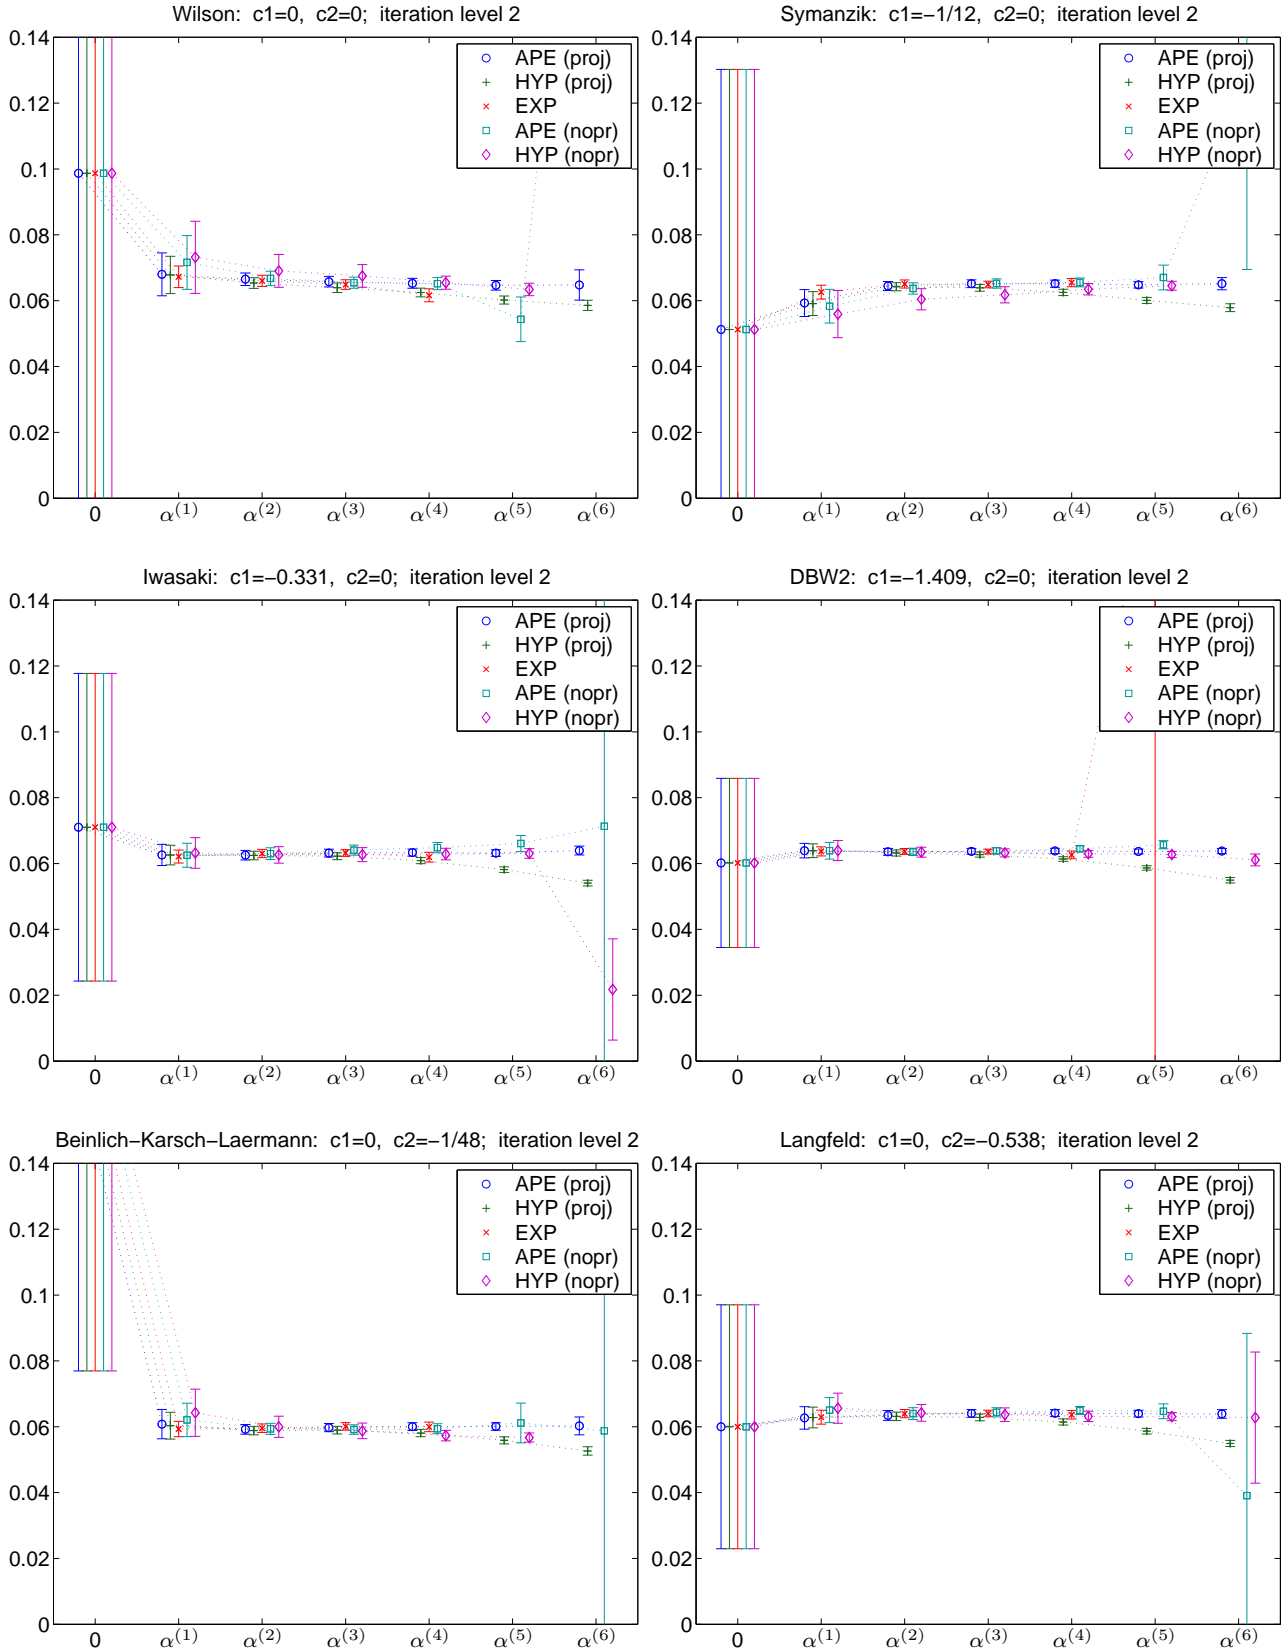 Wilson: c1=0, c2=0; iteration level 2
0.14
0.12
0.1
0.08
0.06
0.04
0.02
0
APE (proj)
HYP (proj)
EXP
APE (nopr)
HYP (nopr)
0 α(1) α(2) α(3) α(4) α(5) α(6)
Symanzik: c1=−1/12, c2=0; iteration level 2
0.14
0.12
0.1
0.08
0.06
0.04
0.02
0
APE (proj)
HYP (proj)
EXP
APE (nopr)
HYP (nopr)
0 α(1) α(2) α(3) α(4) α(5) α(6)
Iwasaki: c1=−0.331, c2=0; iteration level 2
0.14
0.12
0.1
0.08
0.06
0.04
0.02
0
APE (proj)
HYP (proj)
EXP
APE (nopr)
HYP (nopr)
0 α(1) α(2) α(3) α(4) α(5) α(6)
DBW2: c1=−1.409, c2=0; iteration level 2
0.14
0.12
0.1
0.08
0.06
0.04
0.02
0
APE (proj)
HYP (proj)
EXP
APE (nopr)
HYP (nopr)
0 α(1) α(2) α(3) α(4) α(5) α(6)
Beinlich−Karsch−Laermann: c1=0, c2=−1/48; iteration level 2
0.14
0.12
0.1
0.08
0.06
0.04
0.02
0
APE (proj)
HYP (proj)
EXP
APE (nopr)
HYP (nopr)
0 α(1) α(2) α(3) α(4) α(5) α(6)
Langfeld: c1=0, c2=−0.538; iteration level 2
0.14
0.12
0.1
0.08
0.06
0.04
0.02
0
APE (proj)
HYP (proj)
EXP
APE (nopr)
HYP (nopr)
0 α(1) α(2) α(3) α(4) α(5) α(6)